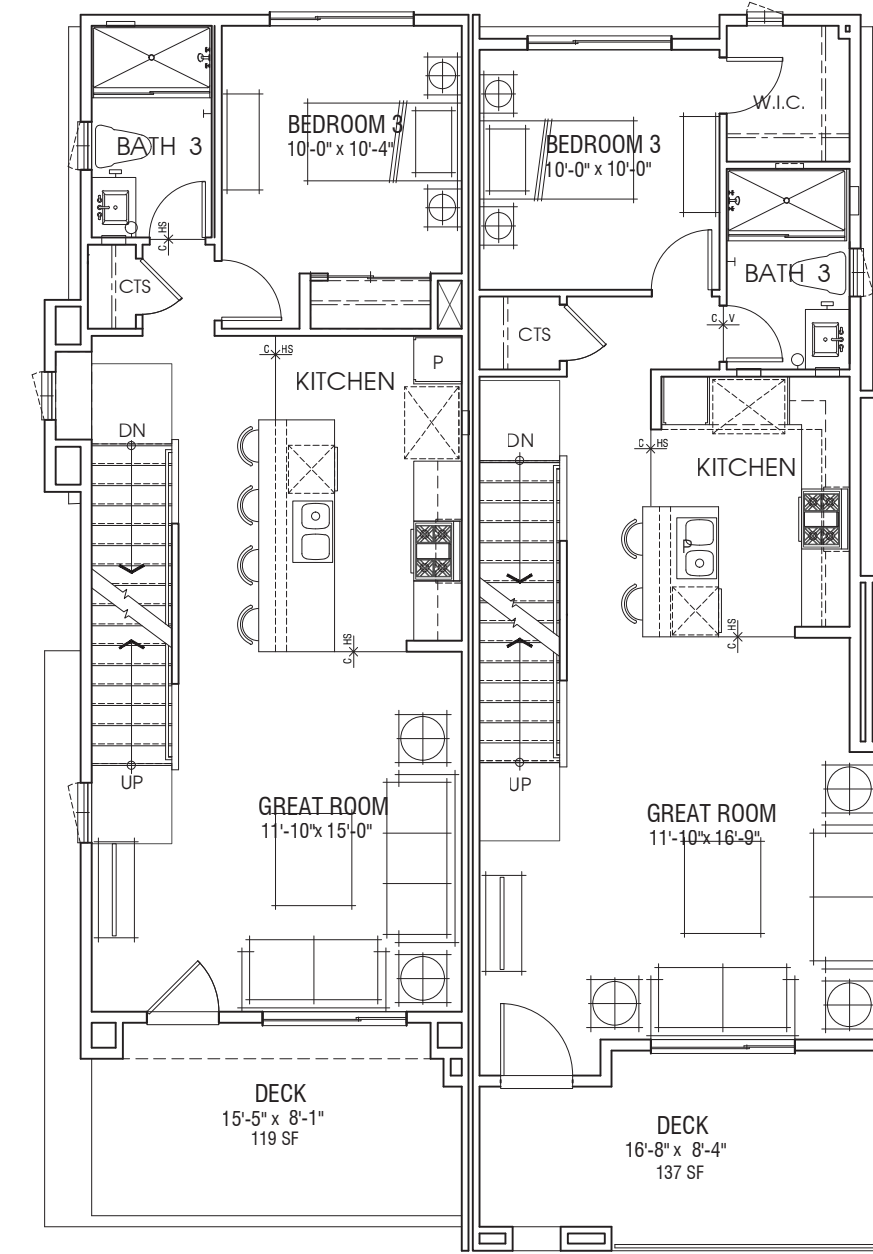 BATH 3
BEDROOM 3
10'-0" x 10'-4"
C HS
CTS
C HS
KITCHEN
P
DN
UP
C HS
GREAT ROOM
11'-10"x 15'-0"
DECK
15'-5" x 8'-1"
119 SF
W.I.C.
BEDROOM 3
10'-0" x 10'-0"
BATH 3
C V
CTS
DN
C HS
KITCHEN
C HS
UP
GREAT ROOM
11'-10"x 16'-9"
DECK
16'-8" x 8'-4"
137 SF